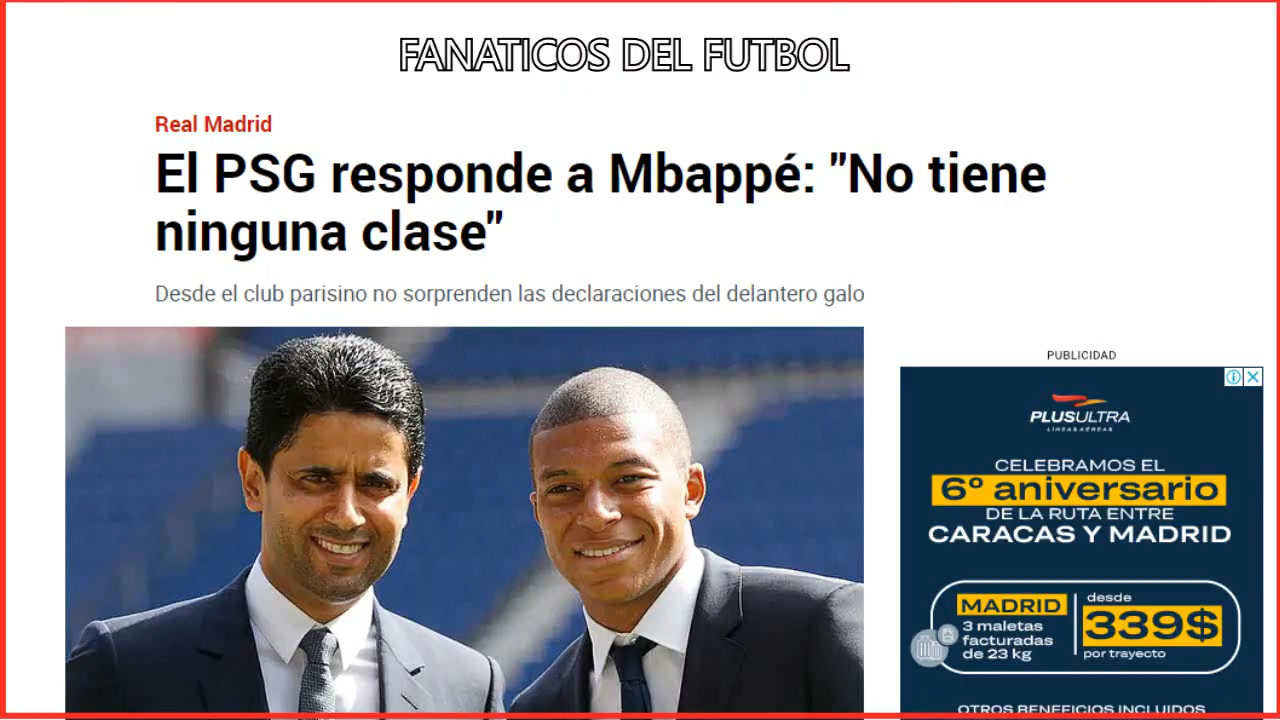 FANATICOS DEL FUTBOL
Real Madrid
El PSG responde a Mbappé: "No tiene
ninguna clase"
Desde el club parisino no sorprenden las declaraciones del delantero galo
PUBLICIDAD
PLUSULTRA
LÍNEAS AÉREAS
CELEBRAMOS EL
6º aniversario
DE LA RUTA ENTRE
CARACAS Y MADRID
MADRID
3 maletas
facturadas
de 23 kg
desde
339$
por trayecto
OTROS BENEFICIOS INCLUIDOS